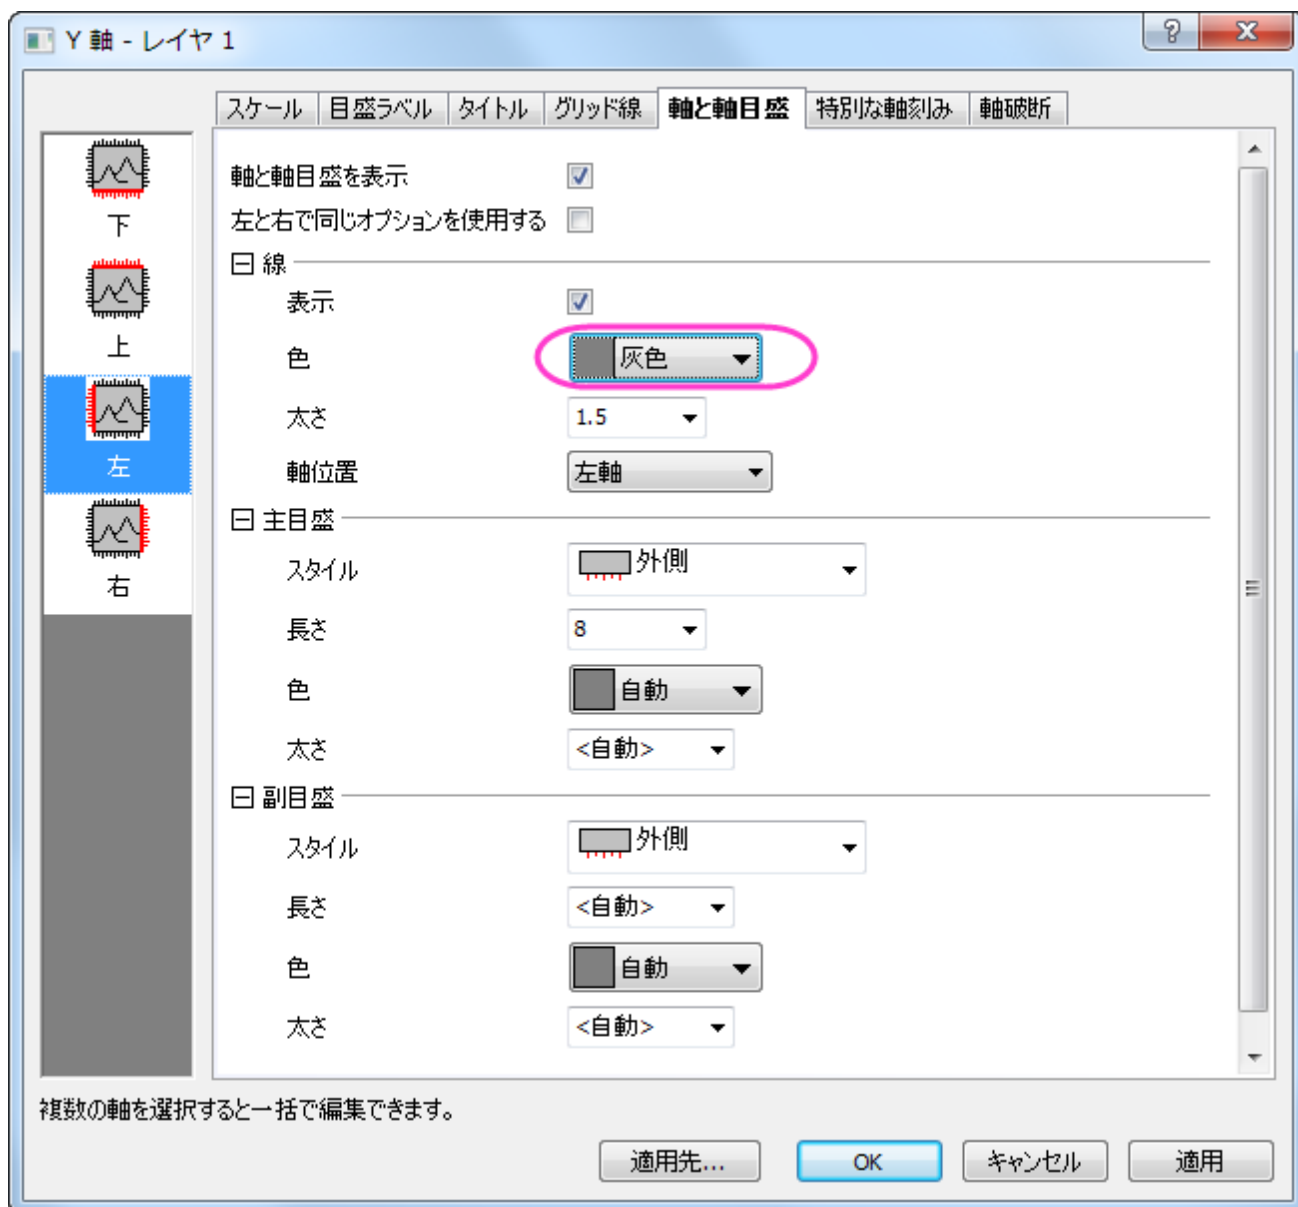 Y 軸 - レイヤ 1
スケール 目盛ラベル タイトル グリッド線 軸と軸目盛 特別な軸刻み 軸破断
下
上
左
右
軸と軸目盛を表示
左と右で同じオプションを使用する
線
表示
色 灰色
太さ 1.5
軸位置 左軸
主目盛
スタイル 外側
長さ 8
色 自動
太さ <自動>
副目盛
スタイル 外側
長さ <自動>
色 自動
太さ <自動>
複数の軸を選択すると一括で編集できます。
適用先... OK キャンセル 適用